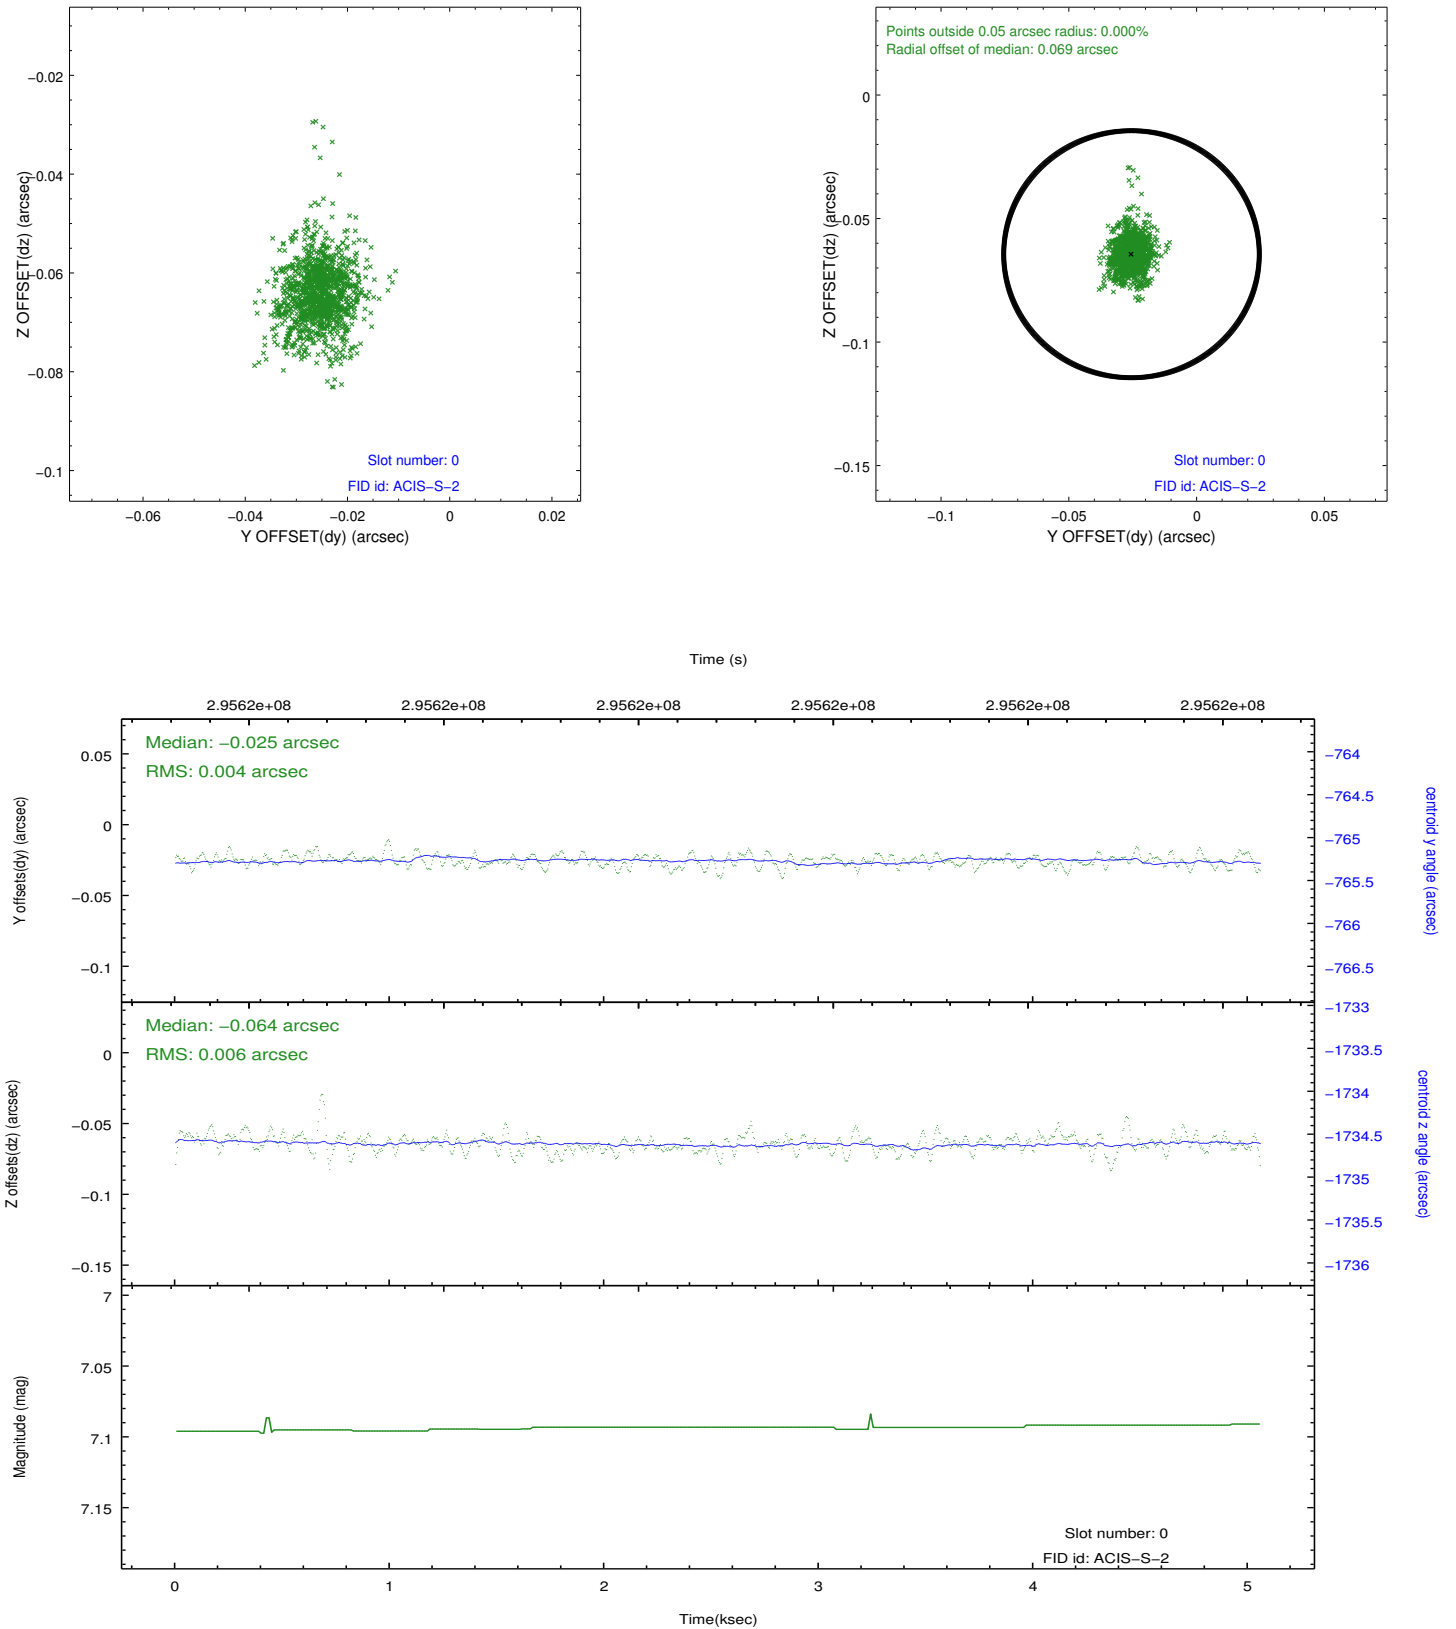 −0.02
−0.04
−0.06
−0.08
−0.1
Z OFFSET(dz) (arcsec)
Slot number: 0
FID id: ACIS−S−2
−0.06
−0.04
−0.02
0
0.02
Y OFFSET(dy) (arcsec)
Points outside 0.05 arcsec radius: 0.000%
Radial offset of median: 0.069 arcsec
0
−0.05
−0.1
−0.15
Z OFFSET(dz) (arcsec)
Slot number: 0
FID id: ACIS−S−2
−0.1
−0.05
0
0.05
Y OFFSET(dy) (arcsec)
Time (s)
2.9562e+08
2.9562e+08
2.9562e+08
2.9562e+08
2.9562e+08
2.9562e+08
Median: −0.025 arcsec
RMS: 0.004 arcsec
0.05
0
−0.05
−0.1
Y offsets(dy) (arcsec)
−764
−764.5
−765
−765.5
−766
−766.5
centroid y angle (arcsec)
Median: −0.064 arcsec
RMS: 0.006 arcsec
0
−0.05
−0.1
−0.15
Z offsets(dz) (arcsec)
−1733
−1733.5
−1734
−1734.5
−1735
−1735.5
−1736
centroid z angle (arcsec)
7
7.05
7.1
7.15
Magnitude (mag)
Slot number: 0
FID id: ACIS−S−2
0
1
2
3
4
5
Time(ksec)